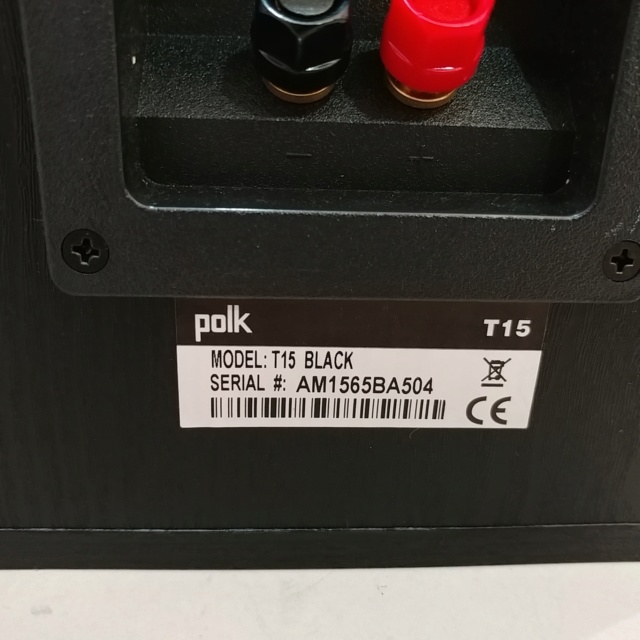 polk
T15
MODEL: T15 BLACK
SERIAL #: AM1565BA504
CE